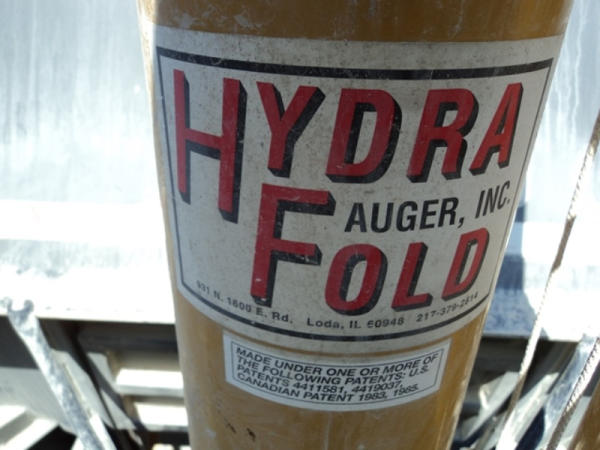 HYDRA
FOLD
AUGER, INC.
931 N. 1600 E. Rd. Loda, IL 60948 217-379-2614
MADE UNDER ONE OR MORE OF
THE FOLLOWING PATENTS: U.S.
PATENTS 4411581, 4419037,
CANADIAN PATENT 1983, 1985.